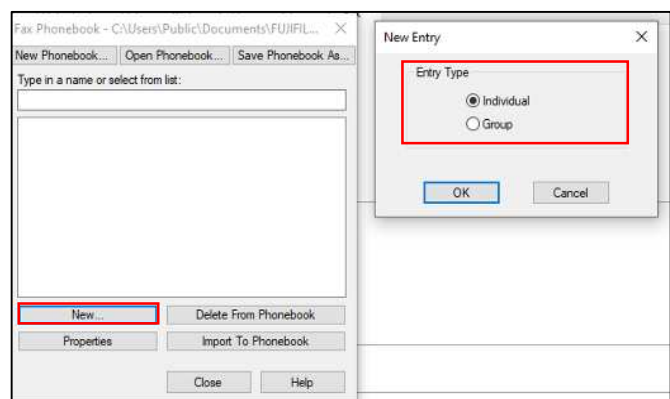 Fax Phonebook - C:\Users\Public\Documents\FUJIFIL...
New Phonebook... Open Phonebook... Save Phonebook As...
Type in a name or select from list:
New... Delete From Phonebook
Properties Import To Phonebook
Close Help
New Entry
Entry Type
Individual
Group
OK Cancel